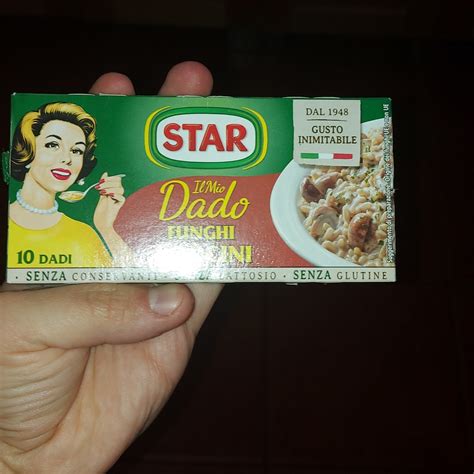 STAR
DAL 1948
GUSTO
INIMITABILE
Il Mio
Dado
FUNGHI
10 DADI
SENZA CONSERVANTI • SENZA GLUTINE